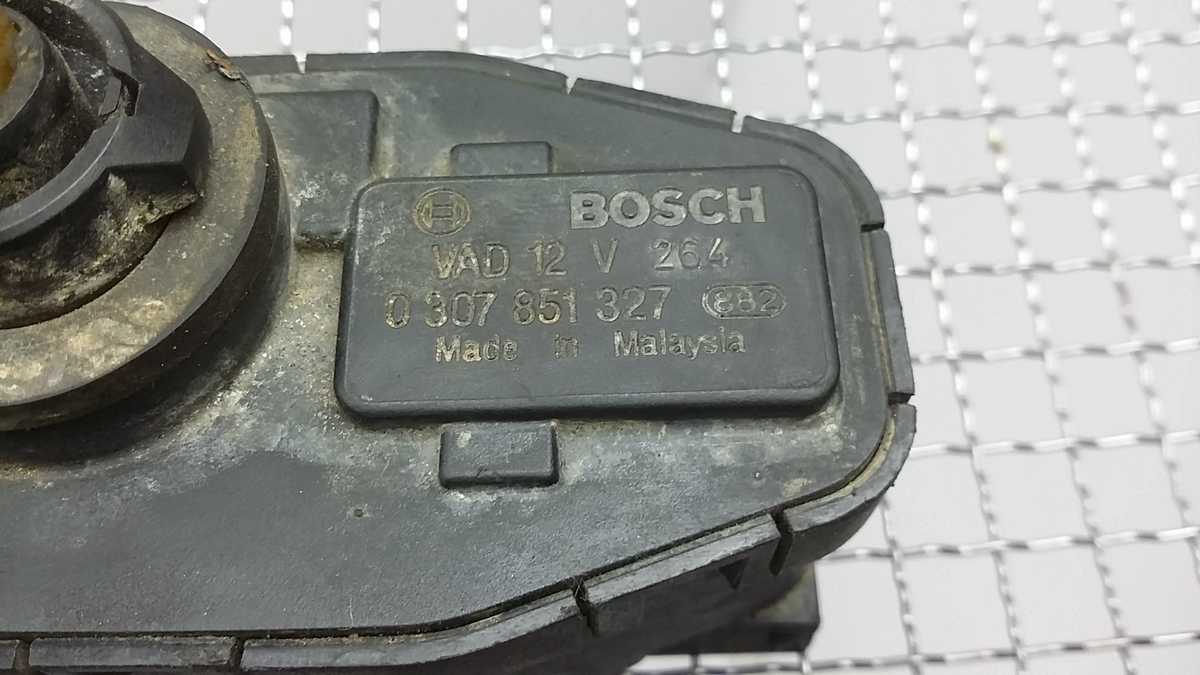 BOSCH
VAD 12 V 264
0 307 851 327 882
Made in Malaysia